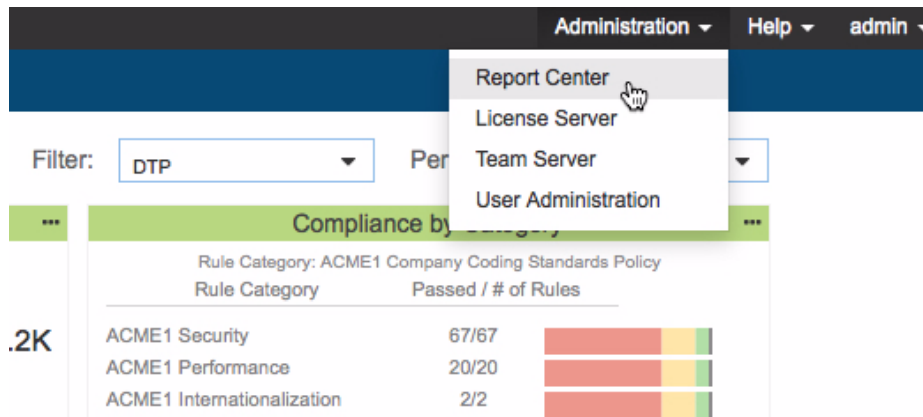 Administration Help admin
Report Center
License Server
Team Server
User Administration
Filter: DTP Per
Compliance by Category
Rule Category: ACME1 Company Coding Standards Policy
Rule Category Passed / # of Rules
.2K
ACME1 Security 67/67
ACME1 Performance 20/20
ACME1 Internationalization 2/2